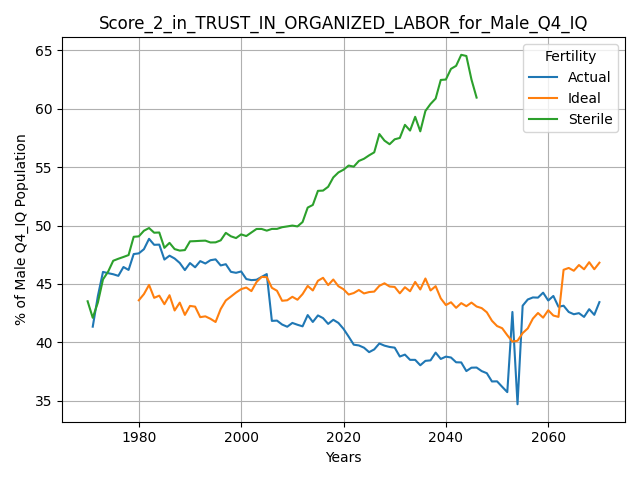 Score_2_in_TRUST_IN_ORGANIZED_LABOR_for_Male_Q4_IQ
Fertility
Actual
Ideal
Sterile
% of Male Q4_IQ Population
65
60
55
50
45
40
35
1980
2000
2020
2040
2060
Years